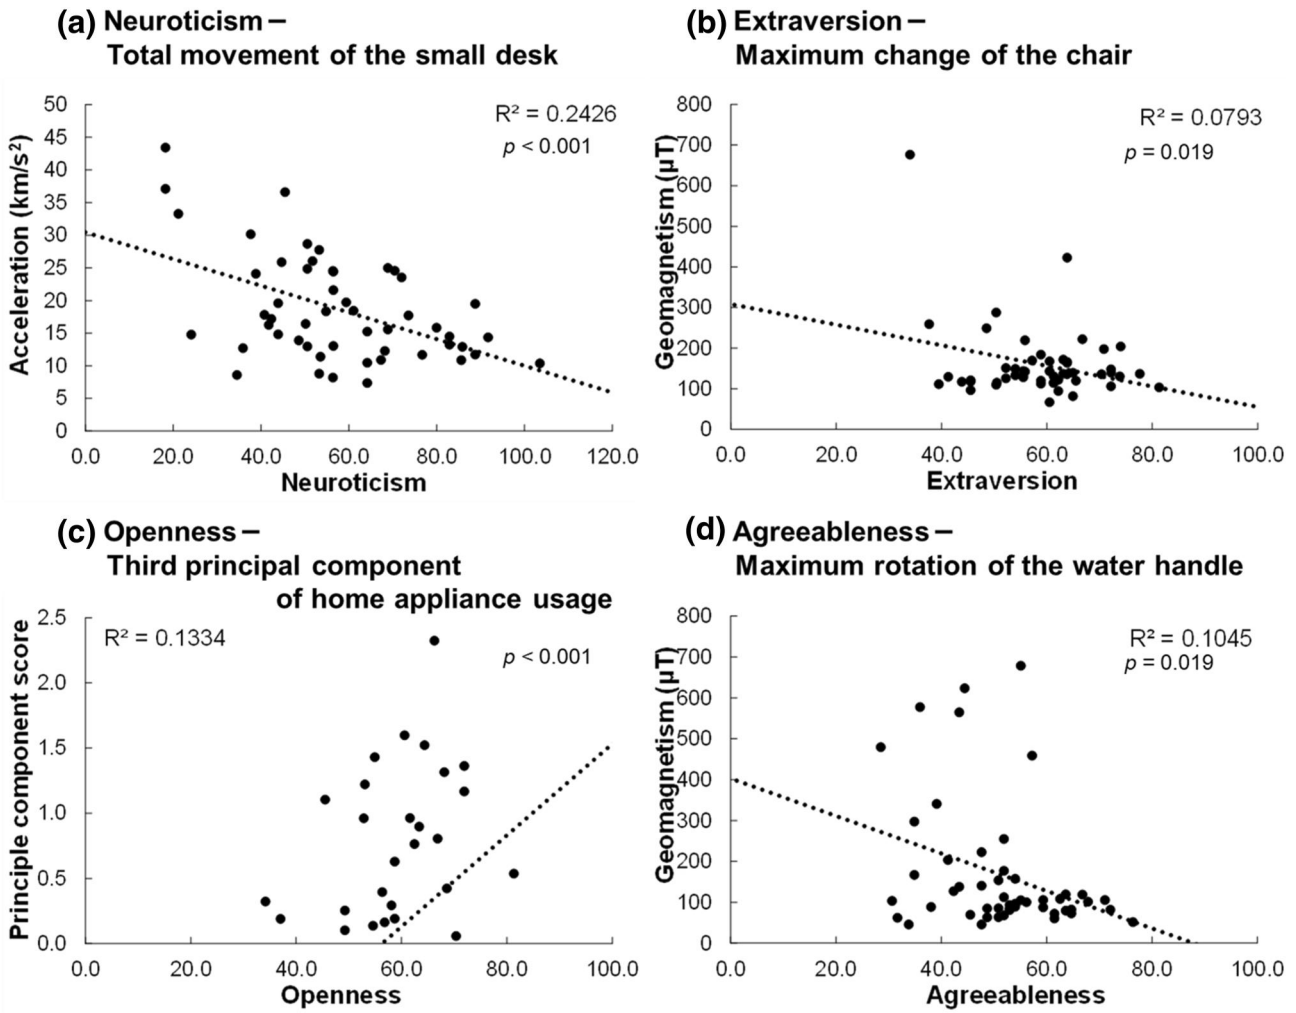 (a) Neuroticism –
Total movement of the small desk
50
45
40
35
30
25
20
15
10
5
0
Acceleration (km/s²)
R² = 0.2426
p < 0.001
0.0 20.0 40.0 60.0 80.0 100.0 120.0
Neuroticism
(b) Extraversion –
Maximum change of the chair
800
700
600
500
400
300
200
100
0
Geomagnetism (μT)
R² = 0.0793
p = 0.019
0.0 20.0 40.0 60.0 80.0 100.0
Extraversion
(c) Openness –
Third principal component
of home appliance usage
2.5
2.0
1.5
1.0
0.5
0.0
Principle component score
R² = 0.1334
p < 0.001
0.0 20.0 40.0 60.0 80.0 100.0
Openness
(d) Agreeableness –
Maximum rotation of the water handle
800
700
600
500
400
300
200
100
0
Geomagnetism (μT)
R² = 0.1045
p = 0.019
0.0 20.0 40.0 60.0 80.0 100.0
Agreeableness